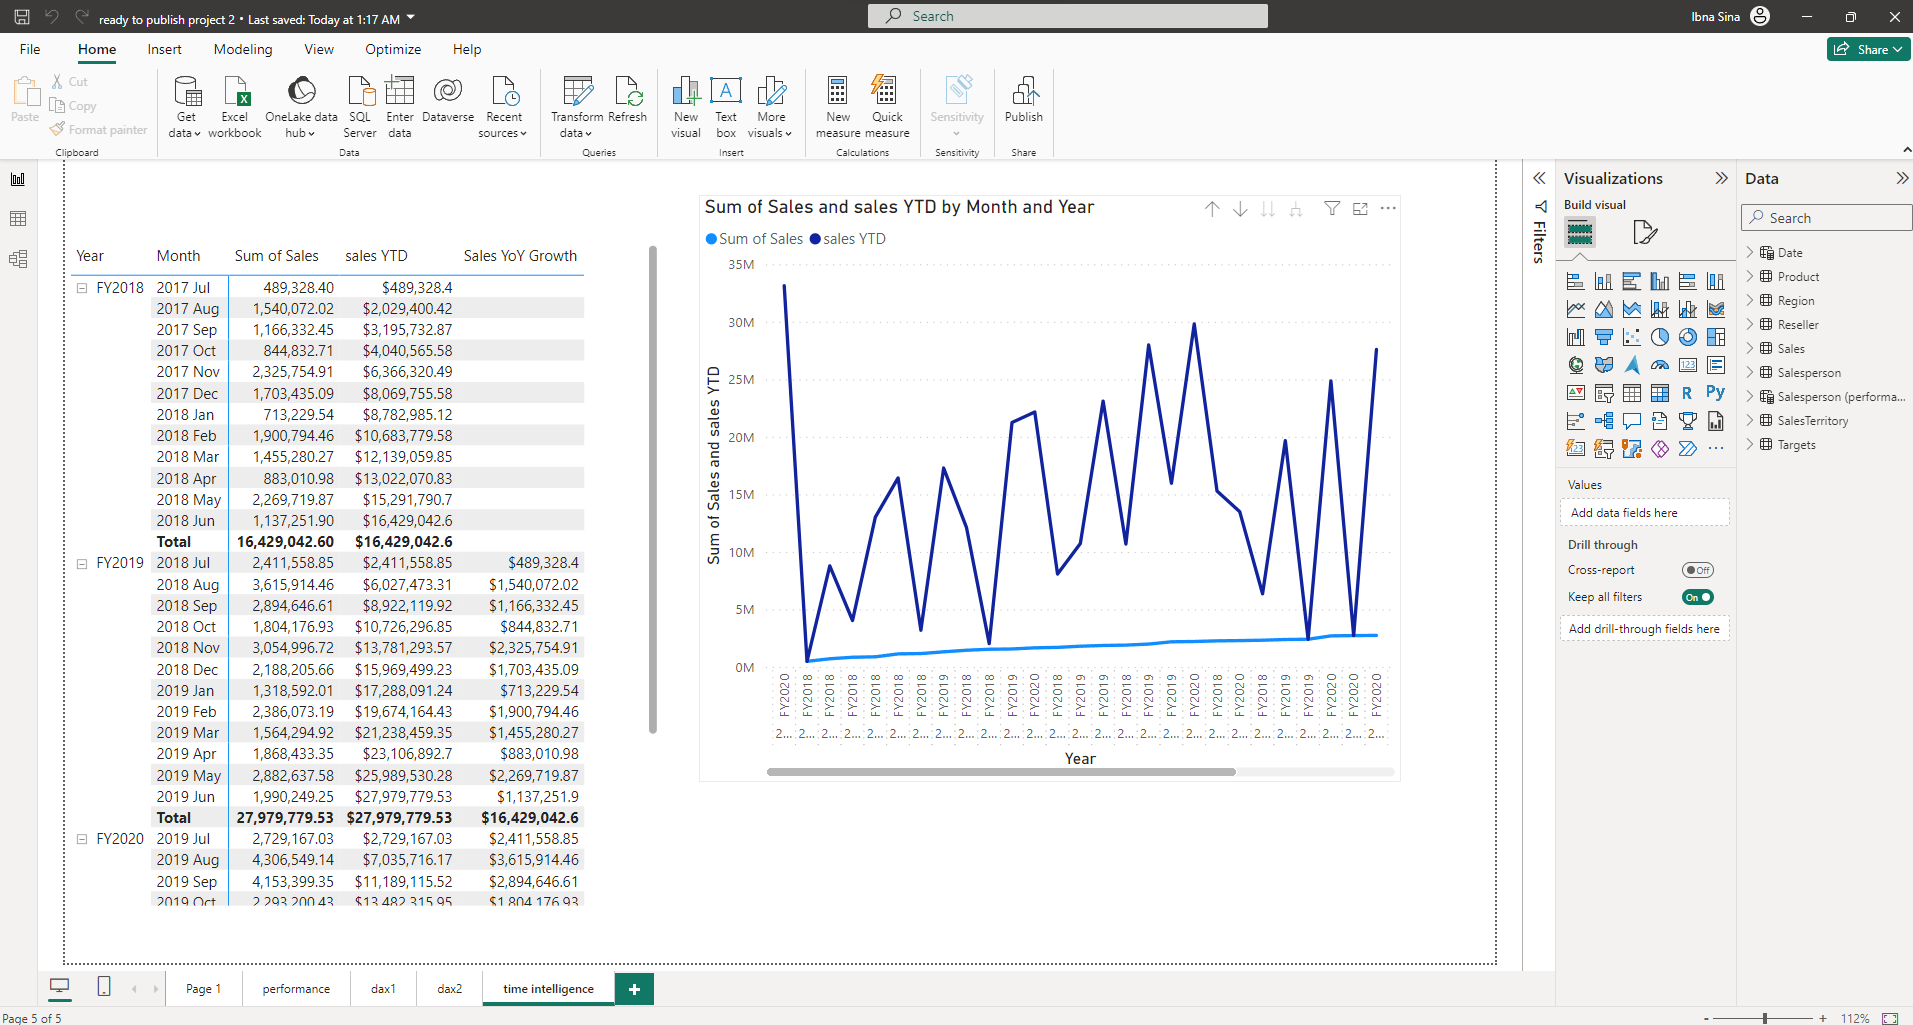 ready to publish project 2 • Last saved: Today at 1:17 AM
Search
Ibna Sina
File Home Insert Modeling View Optimize Help
Share
Paste
Cut
Copy
Format painter
Clipboard
Get data
Excel workbook
OneLake data hub
SQL Server
Enter data
Dataverse
Recent sources
Data
Transform data
Refresh
Queries
New visual
Text box
More visuals
Insert
New measure
Quick measure
Calculations
Sensitivity
Sensitivity
Publish
Share
Year Month Sum of Sales sales YTD Sales YoY Growth
FY2018 2017 Jul 489,328.40 $489,328.4
2017 Aug 1,540,072.02 $2,029,400.42
2017 Sep 1,166,332.45 $3,195,732.87
2017 Oct 844,832.71 $4,040,565.58
2017 Nov 2,325,754.91 $6,366,320.49
2017 Dec 1,703,435.09 $8,069,755.58
2018 Jan 713,229.54 $8,782,985.12
2018 Feb 1,900,794.46 $10,683,779.58
2018 Mar 1,455,280.27 $12,139,059.85
2018 Apr 883,010.98 $13,022,070.83
2018 May 2,269,719.87 $15,291,790.7
2018 Jun 1,137,251.90 $16,429,042.6
Total 16,429,042.60 $16,429,042.6
FY2019 2018 Jul 2,411,558.85 $2,411,558.85 $489,328.4
2018 Aug 3,615,914.46 $6,027,473.31 $1,540,072.02
2018 Sep 2,894,646.61 $8,922,119.92 $1,166,332.45
2018 Oct 1,804,176.93 $10,726,296.85 $844,832.71
2018 Nov 3,054,996.72 $13,781,293.57 $2,325,754.91
2018 Dec 2,188,205.66 $15,969,499.23 $1,703,435.09
2019 Jan 1,318,592.01 $17,288,091.24 $713,229.54
2019 Feb 2,386,073.19 $19,674,164.43 $1,900,794.46
2019 Mar 1,564,294.92 $21,238,459.35 $1,455,280.27
2019 Apr 1,868,433.35 $23,106,892.7 $883,010.98
2019 May 2,882,637.58 $25,989,530.28 $2,269,719.87
2019 Jun 1,990,249.25 $27,979,779.53 $1,137,251.9
Total 27,979,779.53 $27,979,779.53 $16,429,042.6
FY2020 2019 Jul 2,729,167.03 $2,729,167.03 $2,411,558.85
2019 Aug 4,306,549.14 $7,035,716.17 $3,615,914.46
2019 Sep 4,153,399.35 $11,189,115.52 $2,894,646.61
2019 Oct 2,293,200.43 $13,482,315.95 $1,804,176.93
Sum of Sales and sales YTD by Month and Year
Sum of Sales sales YTD
Sum of Sales and sales YTD
35M
30M
25M
20M
15M
10M
5M
0M
FY2020 FY2018 FY2018 FY2018 FY2018 FY2018 FY2018 FY2019 FY2018 FY2018 FY2019 FY2020 FY2018 FY2019 FY2019 FY2018 FY2019 FY2019 FY2020 FY2018 FY2020 FY2018 FY2019 FY2019 FY2020 FY2020 FY2020
2... 2... 2... 2... 2... 2... 2... 2... 2... 2... 2... 2... 2... 2... 2... 2... 2... 2... 2... 2... 2... 2... 2... 2... 2... 2... 2...
Year
Filters
Visualizations
Build visual
123
R
Py
123
Values
Add data fields here
Drill through
Cross-report Off
Keep all filters On
Add drill-through fields here
Data
Search
Date
Product
Region
Reseller
Sales
Salesperson
Salesperson (performa...
SalesTerritory
Targets
Page 1 performance dax1 dax2 time intelligence +
Page 5 of 5
- + 112%